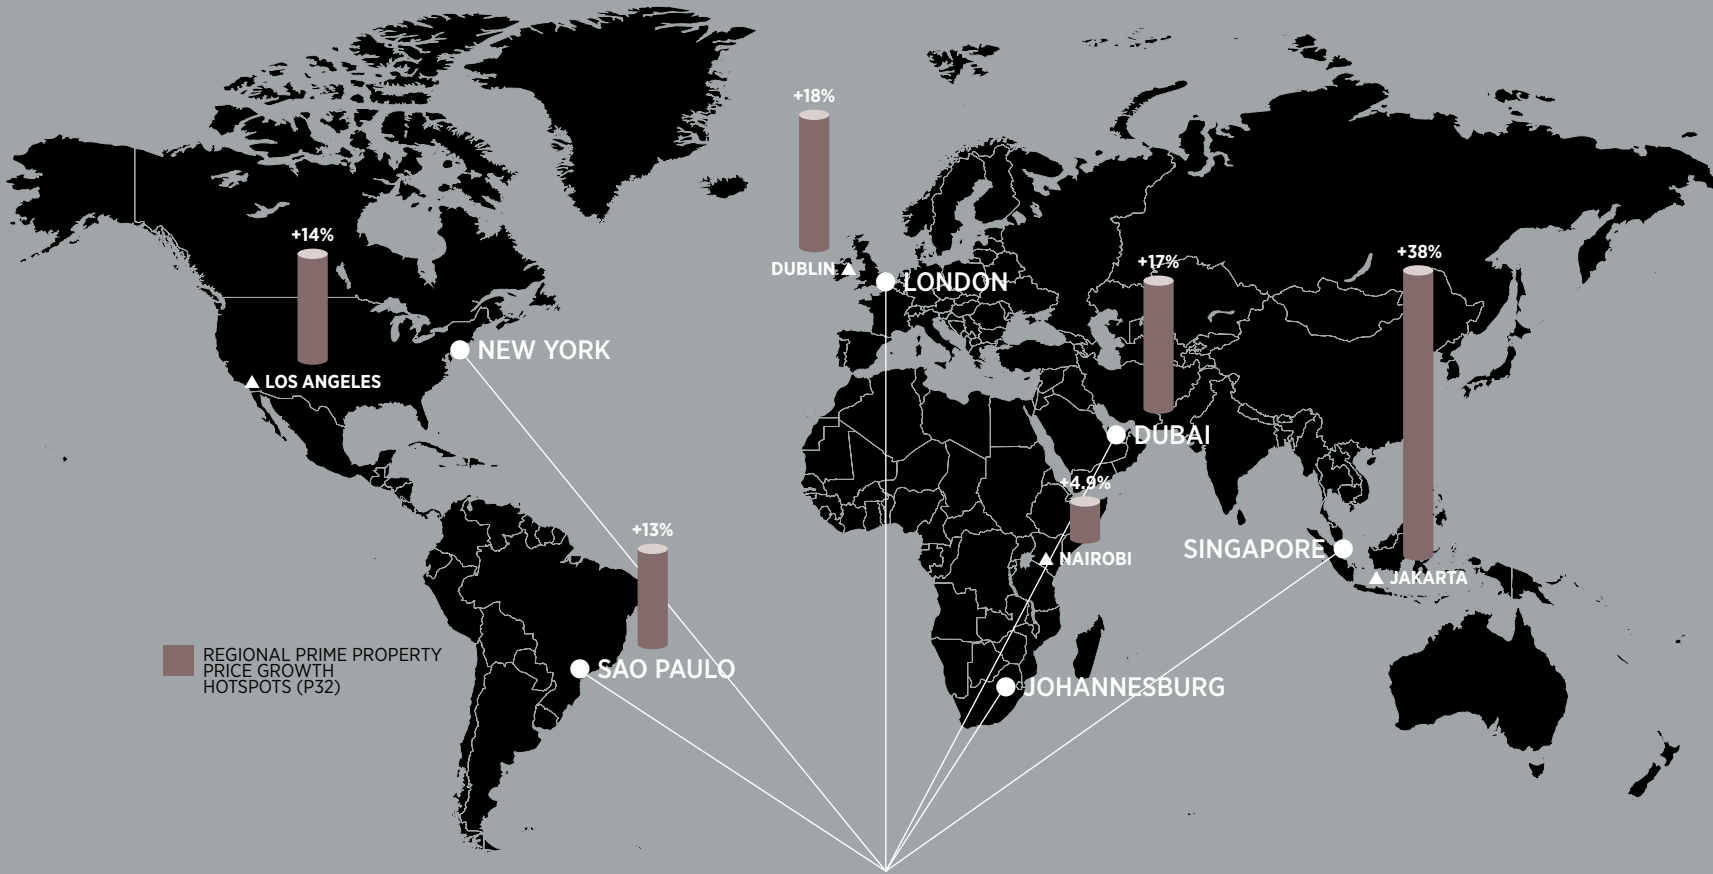 +18%
+14%
+38%
+17%
DUBLIN
LONDON
NEW YORK
LOS ANGELES
DUBAI
+4.9%
+13%
SINGAPORE
NAIROBI
JAKARTA
REGIONAL PRIME PROPERTY
PRICE GROWTH
HOTSPOTS (P32)
SAO PAULO
JOHANNESBURG